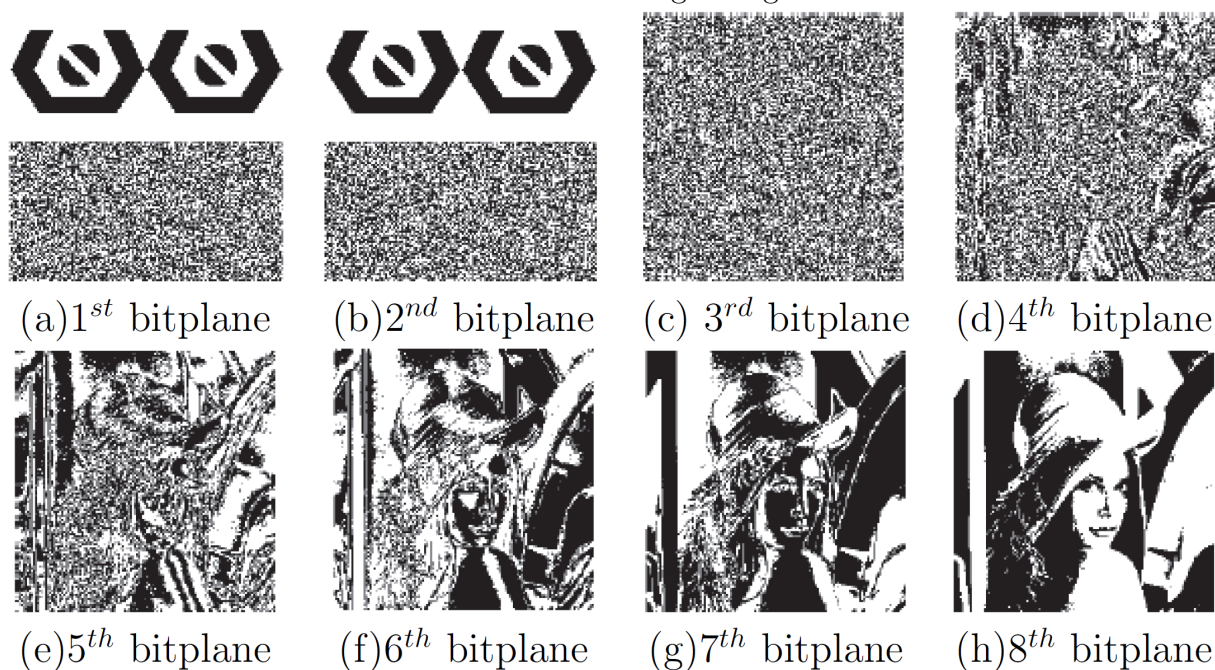 (a)1st bitplane (b)2nd bitplane (c) 3rd bitplane (d)4th bitplane
(e)5th bitplane (f)6th bitplane (g)7th bitplane (h)8th bitplane